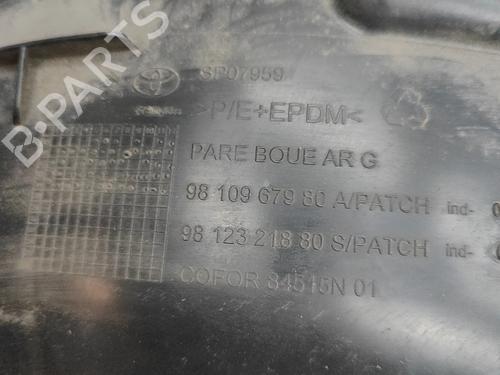 SP07959
>P/E+EPDM<
PARE BOUE AR G
98 109 679 80 A/PATCH ind-
98 123 218 80 S/PATCH ind-
COFOR 84515N 01
B-PARTS